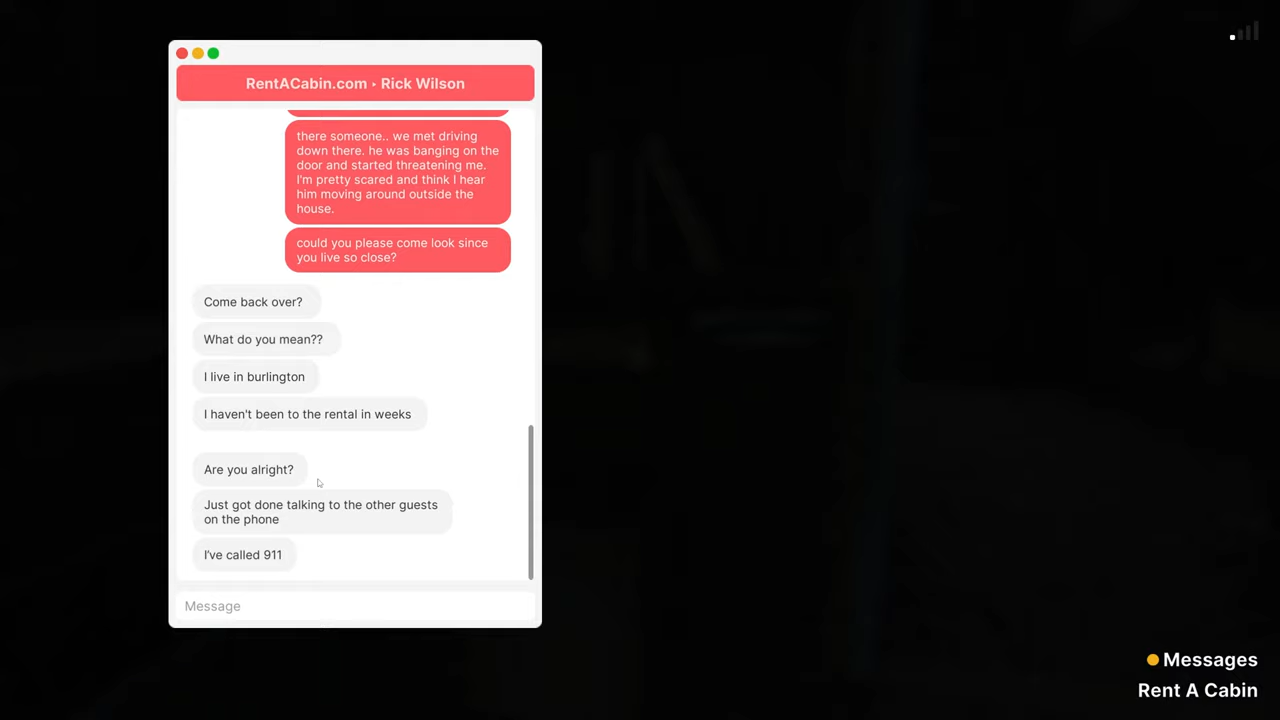 RentACabin.com ▸ Rick Wilson
there someone.. we met driving
down there. he was banging on the
door and started threatening me.
I'm pretty scared and think I hear
him moving around outside the
house.
could you please come look since
you live so close?
Come back over?
What do you mean??
I live in burlington
I haven't been to the rental in weeks
Are you alright?
Just got done talking to the other guests
on the phone
I've called 911
Message
Messages
Rent A Cabin